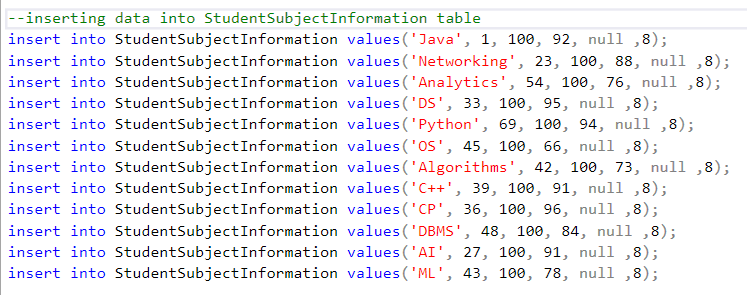 --inserting data into StudentSubjectInformation table
insert into StudentSubjectInformation values('Java', 1, 100, 92, null ,8);
insert into StudentSubjectInformation values('Networking', 23, 100, 88, null ,8);
insert into StudentSubjectInformation values('Analytics', 54, 100, 76, null ,8);
insert into StudentSubjectInformation values('DS', 33, 100, 95, null ,8);
insert into StudentSubjectInformation values('Python', 69, 100, 94, null ,8);
insert into StudentSubjectInformation values('OS', 45, 100, 66, null ,8);
insert into StudentSubjectInformation values('Algorithms', 42, 100, 73, null ,8);
insert into StudentSubjectInformation values('C++', 39, 100, 91, null ,8);
insert into StudentSubjectInformation values('CP', 36, 100, 96, null ,8);
insert into StudentSubjectInformation values('DBMS', 48, 100, 84, null ,8);
insert into StudentSubjectInformation values('AI', 27, 100, 91, null ,8);
insert into StudentSubjectInformation values('ML', 43, 100, 78, null ,8);